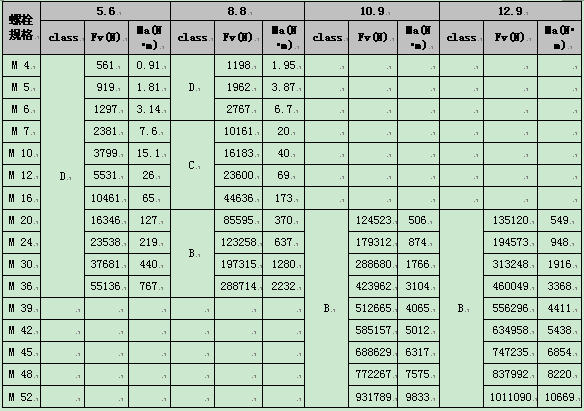 螺栓规格 5.6 8.8 10.9 12.9
class Fv(N) Ma(N·m) class Fv(N) Ma(N·m) class Fv(N) Ma(N·m) class Fv(N) Ma(N·m)
M 4 561 0.91 1198 1.95
M 5 919 1.81 D 1962 3.87
M 6 1297 3.14 2767 6.7
M 7 2381 7.6 10161 20
M 10 3799 15.1 16183 40
M 12 D 5531 26 C 23600 69
M 16 10461 65 44636 173
M 20 16346 127 85595 370 124523 506 135120 549
M 24 23538 219 B 123258 637 179312 874 194573 948
M 30 37681 440 197315 1280 288680 1766 313248 1916
M 36 55136 767 288714 2232 423962 3104 460049 3368
M 39 B 512665 4065 B 556296 4411
M 42 585157 5012 634958 5438
M 45 688629 6317 747235 6854
M 48 772267 7575 837992 8220
M 52 931789 9833 1011090 10669